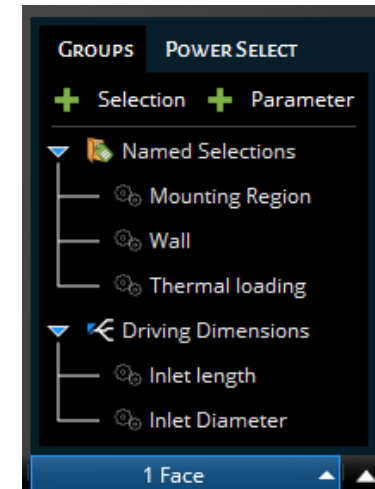 Groups Power Select
Selection Parameter
Named Selections
Mounting Region
Wall
Thermal loading
Driving Dimensions
Inlet length
Inlet Diameter
1 Face